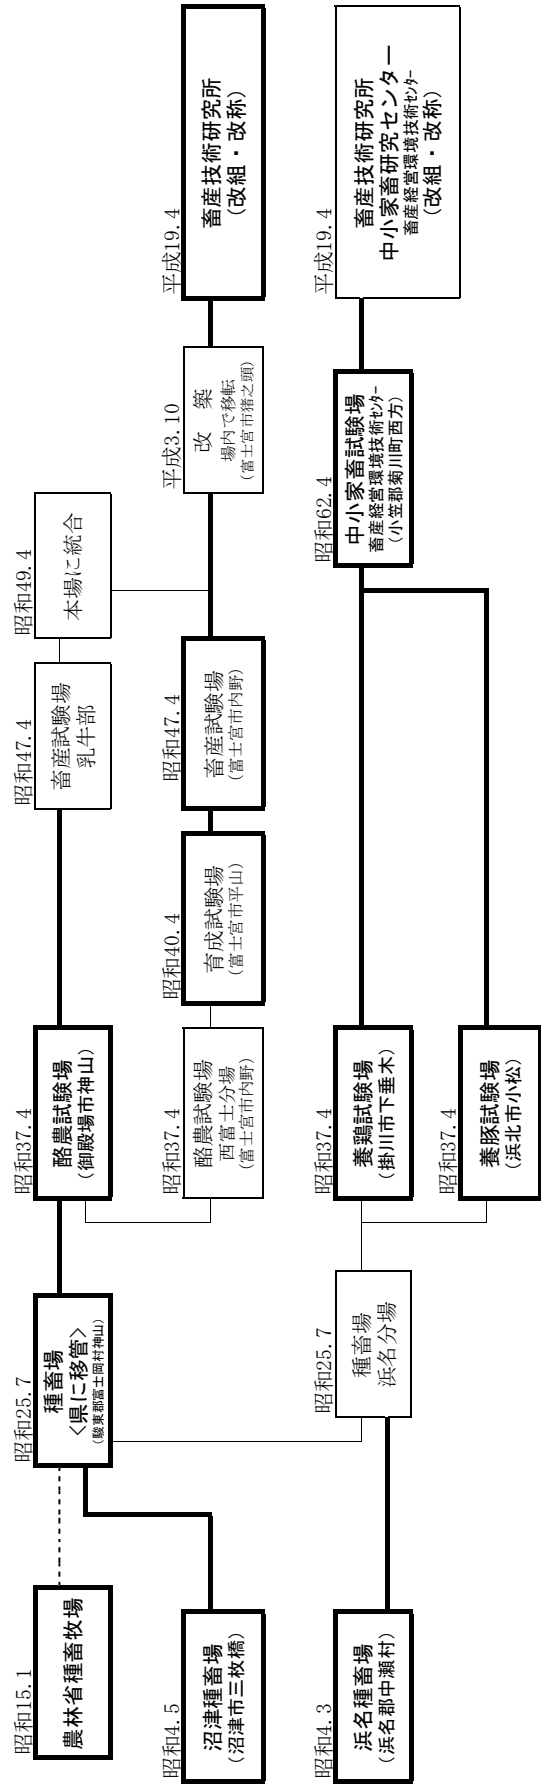 昭和15.1
農林省種畜牧場
昭和25.7
種畜場
<県に移管>
(駿東郡富士岡村神山)
昭和37.4
酪農試験場
(御殿場市神山)
昭和47.4
畜産試験場
乳牛部
昭和49.4
本場に統合
昭和4.5
沼津種畜場
(沼津市三枚橋)
昭和37.4
酪農試験場
西富士分場
(富士宮市内野)
昭和40.4
育成試験場
(富士宮市平山)
昭和47.4
畜産試験場
(富士宮市内野)
平成3.10
改 築
場内で移転
(富士宮市猪之頭)
平成19.4
畜産技術研究所
(改組・改称)
昭和4.3
浜名種畜場
(浜名郡中瀬村)
昭和25.7
種畜場
浜名分場
昭和37.4
養鶏試験場
(掛川市下垂木)
昭和62.4
中小家畜試験場
畜産経営環境技術センター
(小笠郡菊川町西方)
平成19.4
畜産技術研究所
中小家畜研究センター
畜産経営環境技術センター
(改組・改称)
昭和37.4
養豚試験場
(浜北市小松)